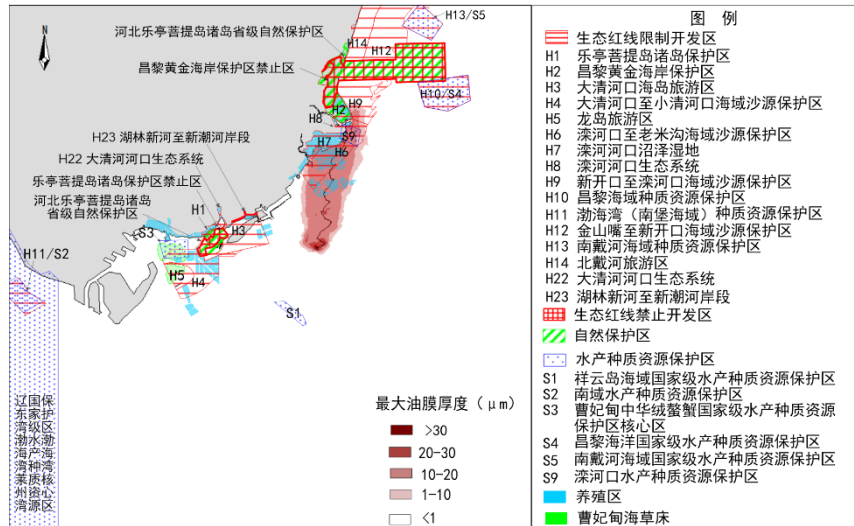 河北乐亭菩提岛诸岛省级自然保护区
昌黎黄金海岸保护区禁止区
N
H13/S5
H14
H12
H10/S4
H2
H9
H8
S9
H7
H6
H23 湖林新河至新潮河岸段
H22 大清河河口生态系统
乐亭菩提岛诸岛保护区禁止区
河北乐亭菩提岛诸岛
省级自然保护区
H1
H3
S3
H11/S2
H5
H4
S1
辽国保
东家护
湾级区
渤水渤
海产海
湾种湾
莱质核
州资心
湾源区
最大油膜厚度(μm)
>30
20-30
10-20
1-10
<1
图 例
生态红线限制开发区
H1 乐亭菩提岛诸岛保护区
H2 昌黎黄金海岸保护区
H3 大清河口海岛旅游区
H4 大清河口至小清河口海域沙源保护区
H5 龙岛旅游区
H6 滦河口至老米沟海域沙源保护区
H7 滦河河口沼泽湿地
H8 滦河河口生态系统
H9 新开口至滦河口海域沙源保护区
H10 昌黎海域种质资源保护区
H11 渤海湾(南堡海域)种质资源保护区
H12 金山嘴至新开口海域沙源保护区
H13 南戴河海域种质资源保护区
H14 北戴河旅游区
H22 大清河河口生态系统
H23 湖林新河至新潮河岸段
生态红线禁止开发区
自然保护区
水产种质资源保护区
S1 祥云岛海域国家级水产种质资源保护区
S2 南域水产种质资源保护区
S3 曹妃甸中华绒螯蟹国家级水产种质资源
保护区核心区
S4 昌黎海洋国家级水产种质资源保护区
S5 南戴河海域国家级水产种质资源保护区
S9 滦河口水产种质资源保护区
养殖区
曹妃甸海草床